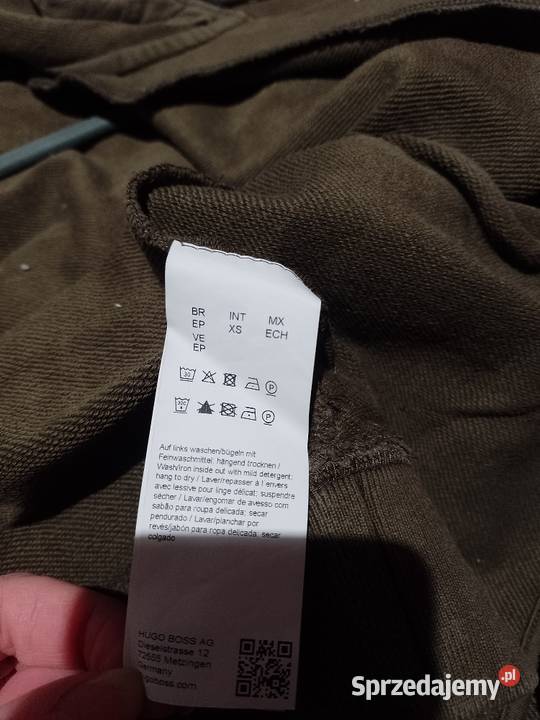 BR INT MX
EP XS ECH
VE
EP
30
30C
Auf links waschen/bügeln mit
Feinwaschmittel; hängend trocknen /
Wash/iron inside out with mild detergent;
hang to dry / Laver/repasser à l envers
avec lessive pour linge délicat; suspendre
sécher / Lavar/engomar de avesso com
sabão para roupa delicada; secar
pendurado / Lavar/planchar por
revés/jabón para ropa delicada; secar
colgado
HUGO BOSS AG
Dieselstrasse 12
72555 Metzingen
Germany
hugoboss.com
Sprzedajemy.pl